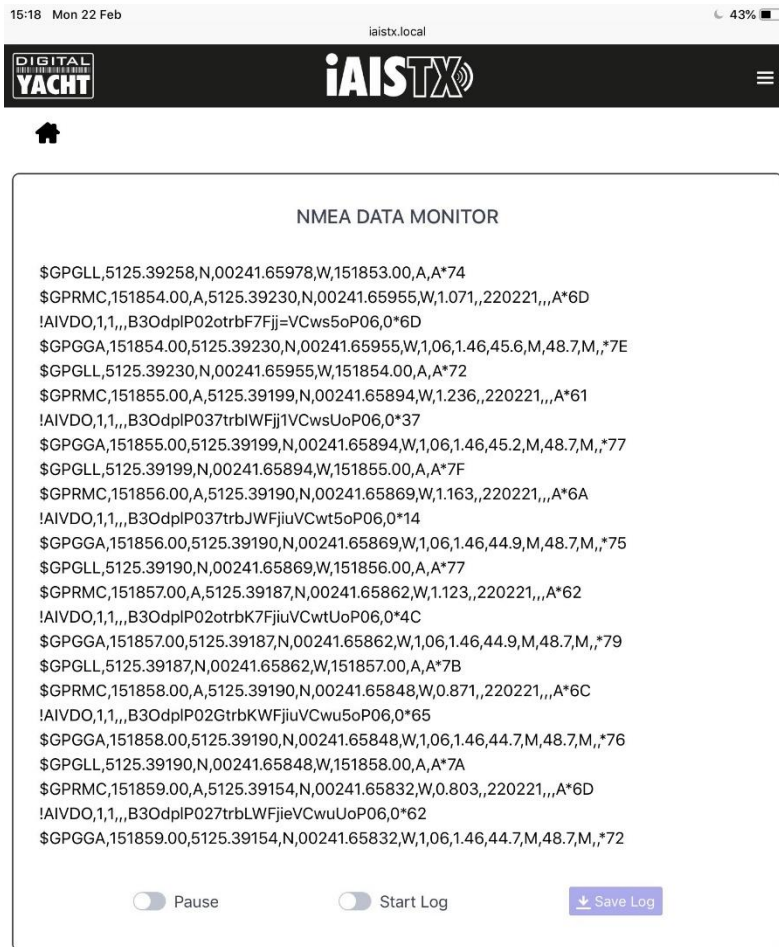 15:18 Mon 22 Feb
43%
iaistx.local
DIGITAL
YACHT
iAISTX
NMEA DATA MONITOR
$GPGLL,5125.39258,N,00241.65978,W,151853.00,A,A*74
$GPRMC,151854.00,A,5125.39230,N,00241.65955,W,1.071,,220221,,,A*6D
!AIVDO,1,1,,,B3OdplP02otrbF7Fjj=VCws5oP06,0*6D
$GPGGA,151854.00,5125.39230,N,00241.65955,W,1,06,1.46,45.6,M,48.7,M,,*7E
$GPGLL,5125.39230,N,00241.65955,W,151854.00,A,A*72
$GPRMC,151855.00,A,5125.39199,N,00241.65894,W,1.236,,220221,,,A*61
!AIVDO,1,1,,,B3OdplP037trbIWFjj1VCwsUoP06,0*37
$GPGGA,151855.00,5125.39199,N,00241.65894,W,1,06,1.46,45.2,M,48.7,M,,*77
$GPGLL,5125.39199,N,00241.65894,W,151855.00,A,A*7F
$GPRMC,151856.00,A,5125.39190,N,00241.65869,W,1.163,,220221,,,A*6A
!AIVDO,1,1,,,B3OdplP037trbJWFjiuVCwt5oP06,0*14
$GPGGA,151856.00,5125.39190,N,00241.65869,W,1,06,1.46,44.9,M,48.7,M,,*75
$GPGLL,5125.39190,N,00241.65869,W,151856.00,A,A*77
$GPRMC,151857.00,A,5125.39187,N,00241.65862,W,1.123,,220221,,,A*62
!AIVDO,1,1,,,B3OdplP02otrbK7FjiuVCwtUoP06,0*4C
$GPGGA,151857.00,5125.39187,N,00241.65862,W,1,06,1.46,44.9,M,48.7,M,,*79
$GPGLL,5125.39187,N,00241.65862,W,151857.00,A,A*7B
$GPRMC,151858.00,A,5125.39190,N,00241.65848,W,0.871,,220221,,,A*6C
!AIVDO,1,1,,,B3OdplP02GtrbKWFjiuVCwu5oP06,0*65
$GPGGA,151858.00,5125.39190,N,00241.65848,W,1,06,1.46,44.7,M,48.7,M,,*76
$GPGLL,5125.39190,N,00241.65848,W,151858.00,A,A*7A
$GPRMC,151859.00,A,5125.39154,N,00241.65832,W,0.803,,220221,,,A*6D
!AIVDO,1,1,,,B3OdplP027trbLWFjieVCwuUoP06,0*62
$GPGGA,151859.00,5125.39154,N,00241.65832,W,1,06,1.46,44.7,M,48.7,M,,*72
Pause
Start Log
Save Log